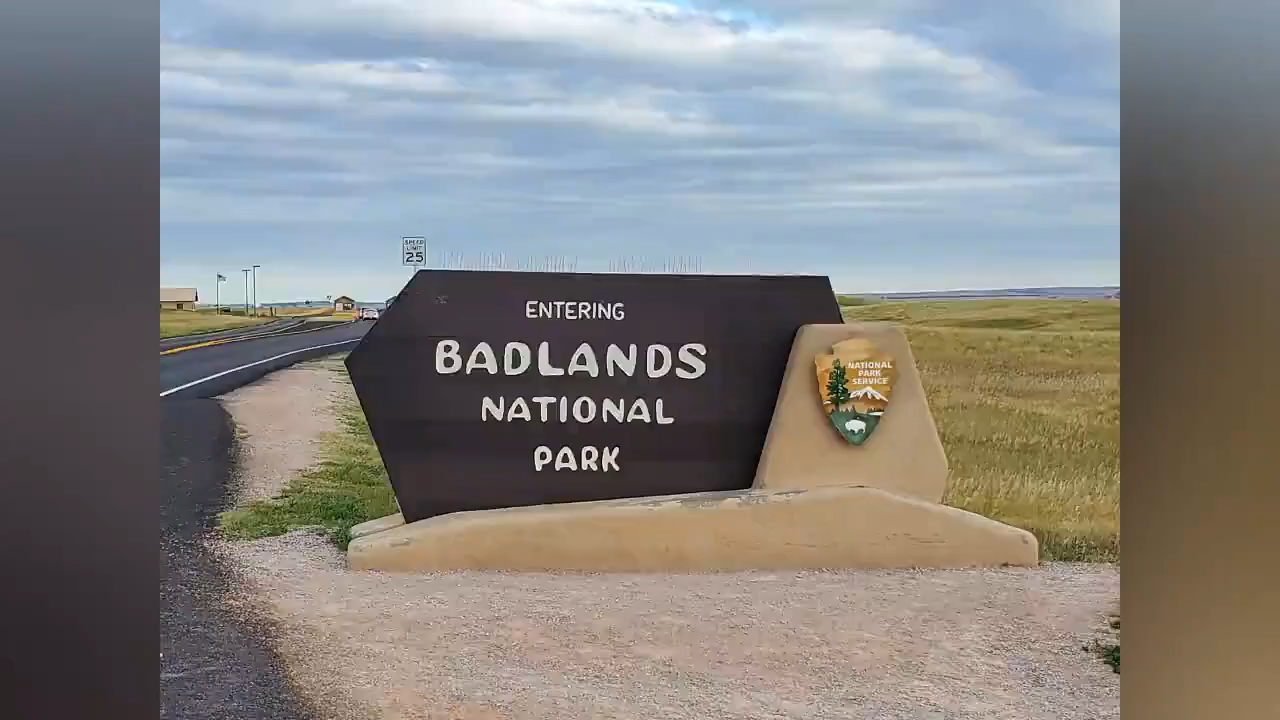 SPEED
LIMIT
25
ENTERING
BADLANDS
NATIONAL
PARK
NATIONAL
PARK
SERVICE